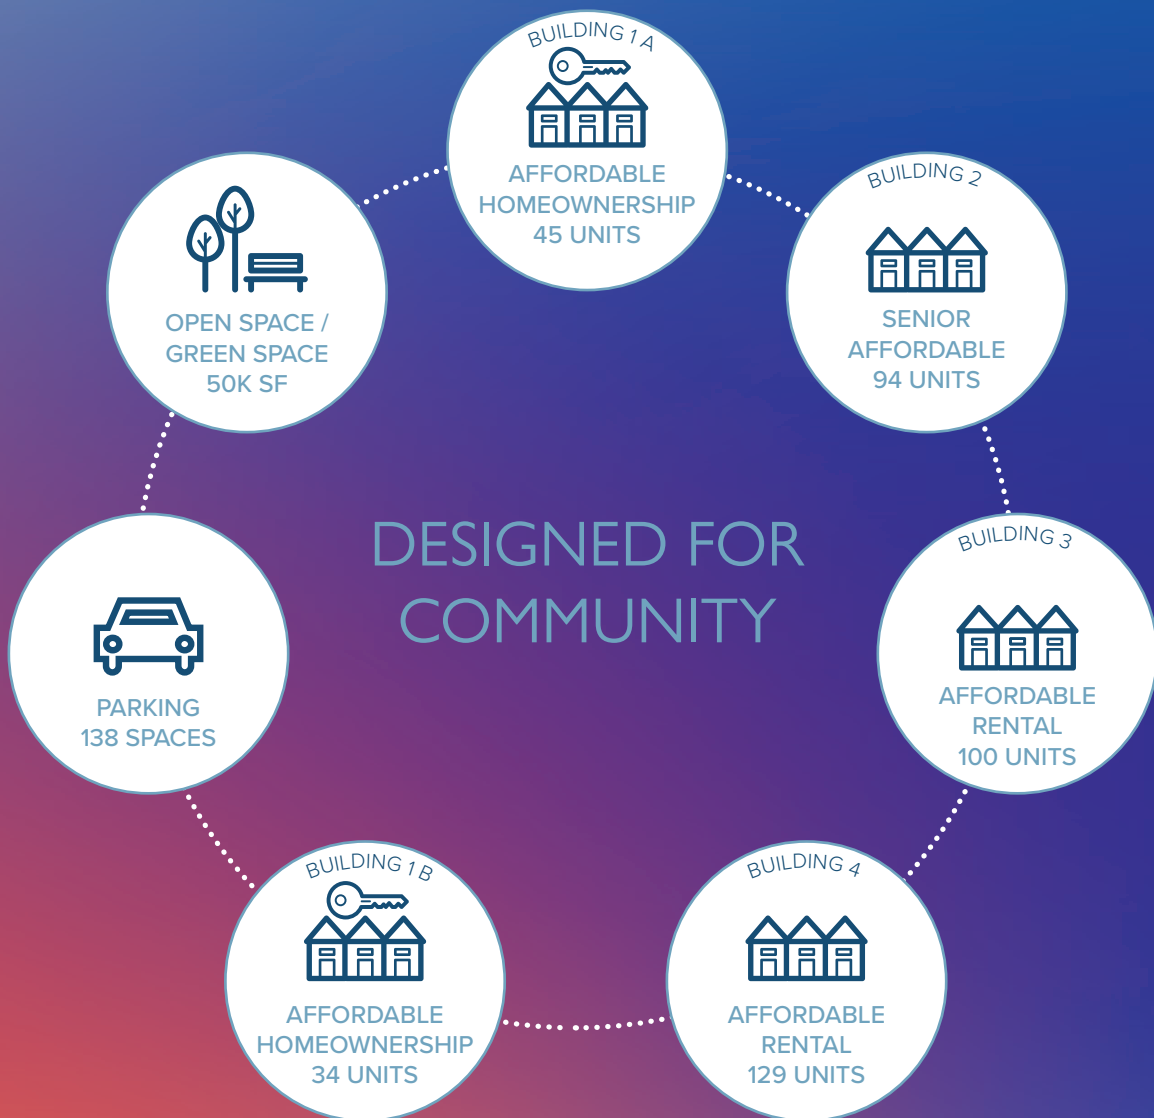 BUILDING 1 A
AFFORDABLE
HOMEOWNERSHIP
45 UNITS
BUILDING 2
SENIOR
AFFORDABLE
94 UNITS
OPEN SPACE /
GREEN SPACE
50K SF
DESIGNED FOR
COMMUNITY
BUILDING 3
AFFORDABLE
RENTAL
100 UNITS
PARKING
138 SPACES
BUILDING 1 B
AFFORDABLE
HOMEOWNERSHIP
34 UNITS
BUILDING 4
AFFORDABLE
RENTAL
129 UNITS